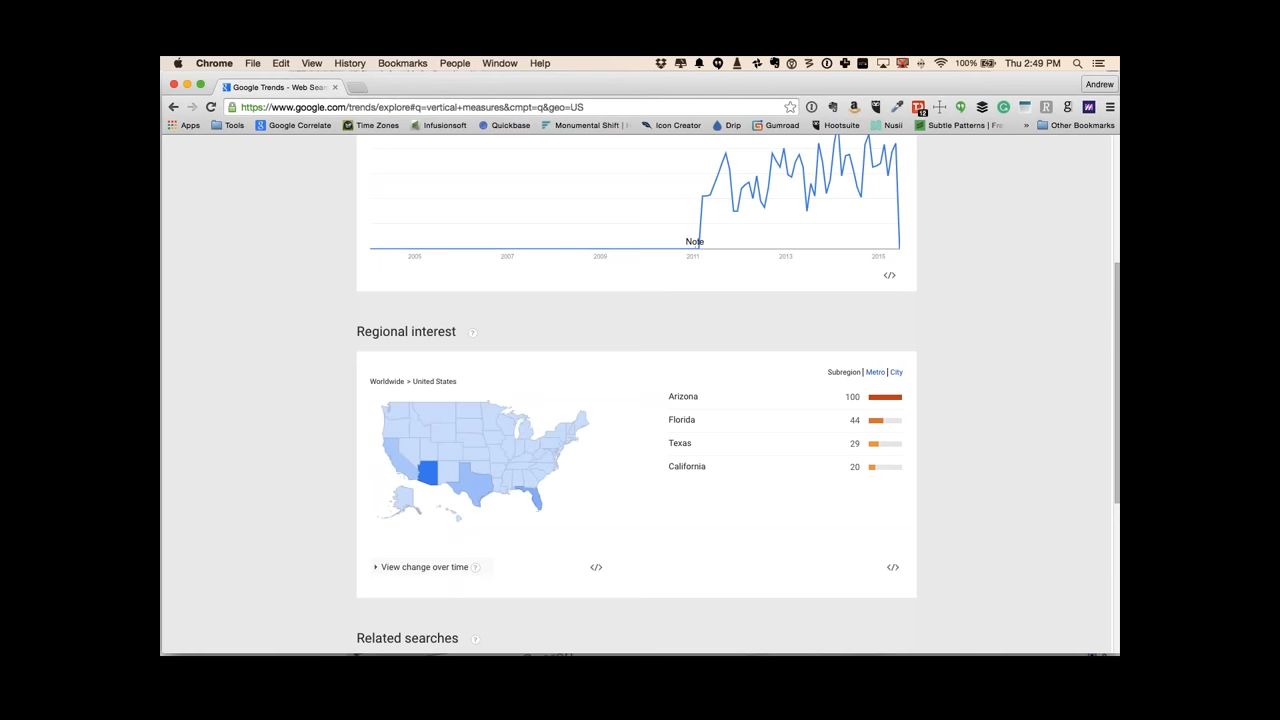 Chrome File Edit View History Bookmarks People Window Help 100% Thu 2:49 PM
Google Trends - Web Sear × Andrew
https://www.google.com/trends/explore#q=vertical+measures&cmpt=q&geo=US 12
Apps Tools Google Correlate Time Zones Infusionsoft Quickbase Monumental Shift | Icon Creator Drip Gumroad Hootsuite Nusii Subtle Patterns | Fre » Other Bookmarks
Note
2005 2007 2009 2011 2013 2015
</>
Regional interest ?
Subregion | Metro | City
Worldwide > United States
Arizona 100
Florida 44
Texas 29
California 20
View change over time ? </> </>
Related searches ?